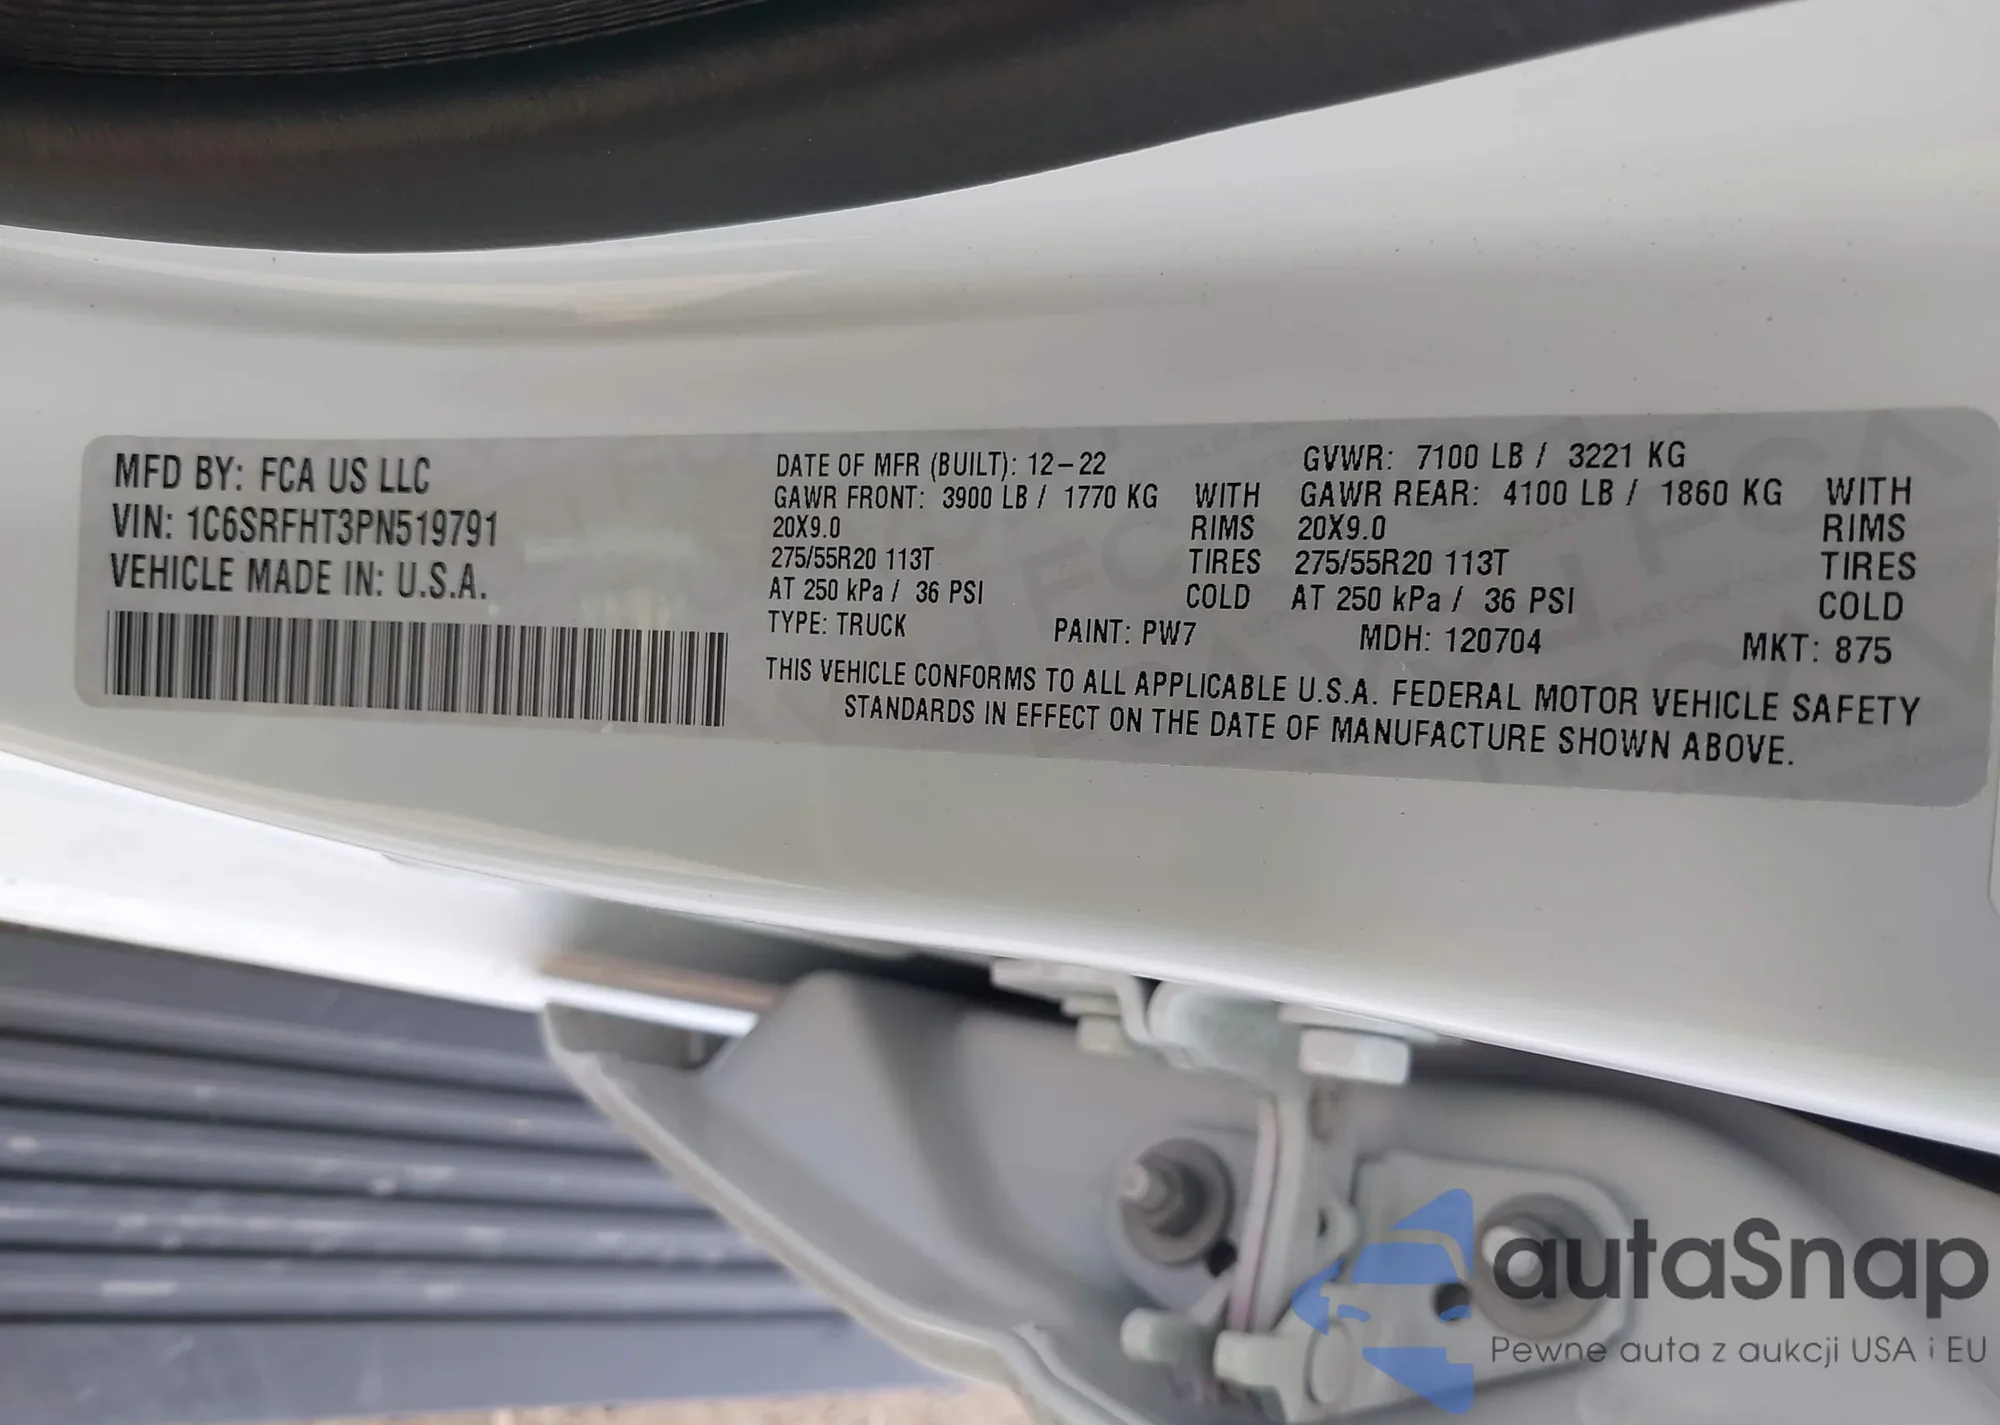 MFD BY: FCA US LLC
VIN: 1C6SRFHT3PN519791
VEHICLE MADE IN: U.S.A.
DATE OF MFR (BUILT): 12-22 GVWR: 7100 LB / 3221 KG
GAWR FRONT: 3900 LB / 1770 KG WITH GAWR REAR: 4100 LB / 1860 KG WITH
20X9.0 RIMS 20X9.0 RIMS
275/55R20 113T TIRES 275/55R20 113T TIRES
AT 250 kPa / 36 PSI COLD AT 250 kPa / 36 PSI COLD
TYPE: TRUCK PAINT: PW7 MDH: 120704 MKT: 875
THIS VEHICLE CONFORMS TO ALL APPLICABLE U.S.A. FEDERAL MOTOR VEHICLE SAFETY
STANDARDS IN EFFECT ON THE DATE OF MANUFACTURE SHOWN ABOVE.
autaSnap
Pewne auta z aukcji USA i EU